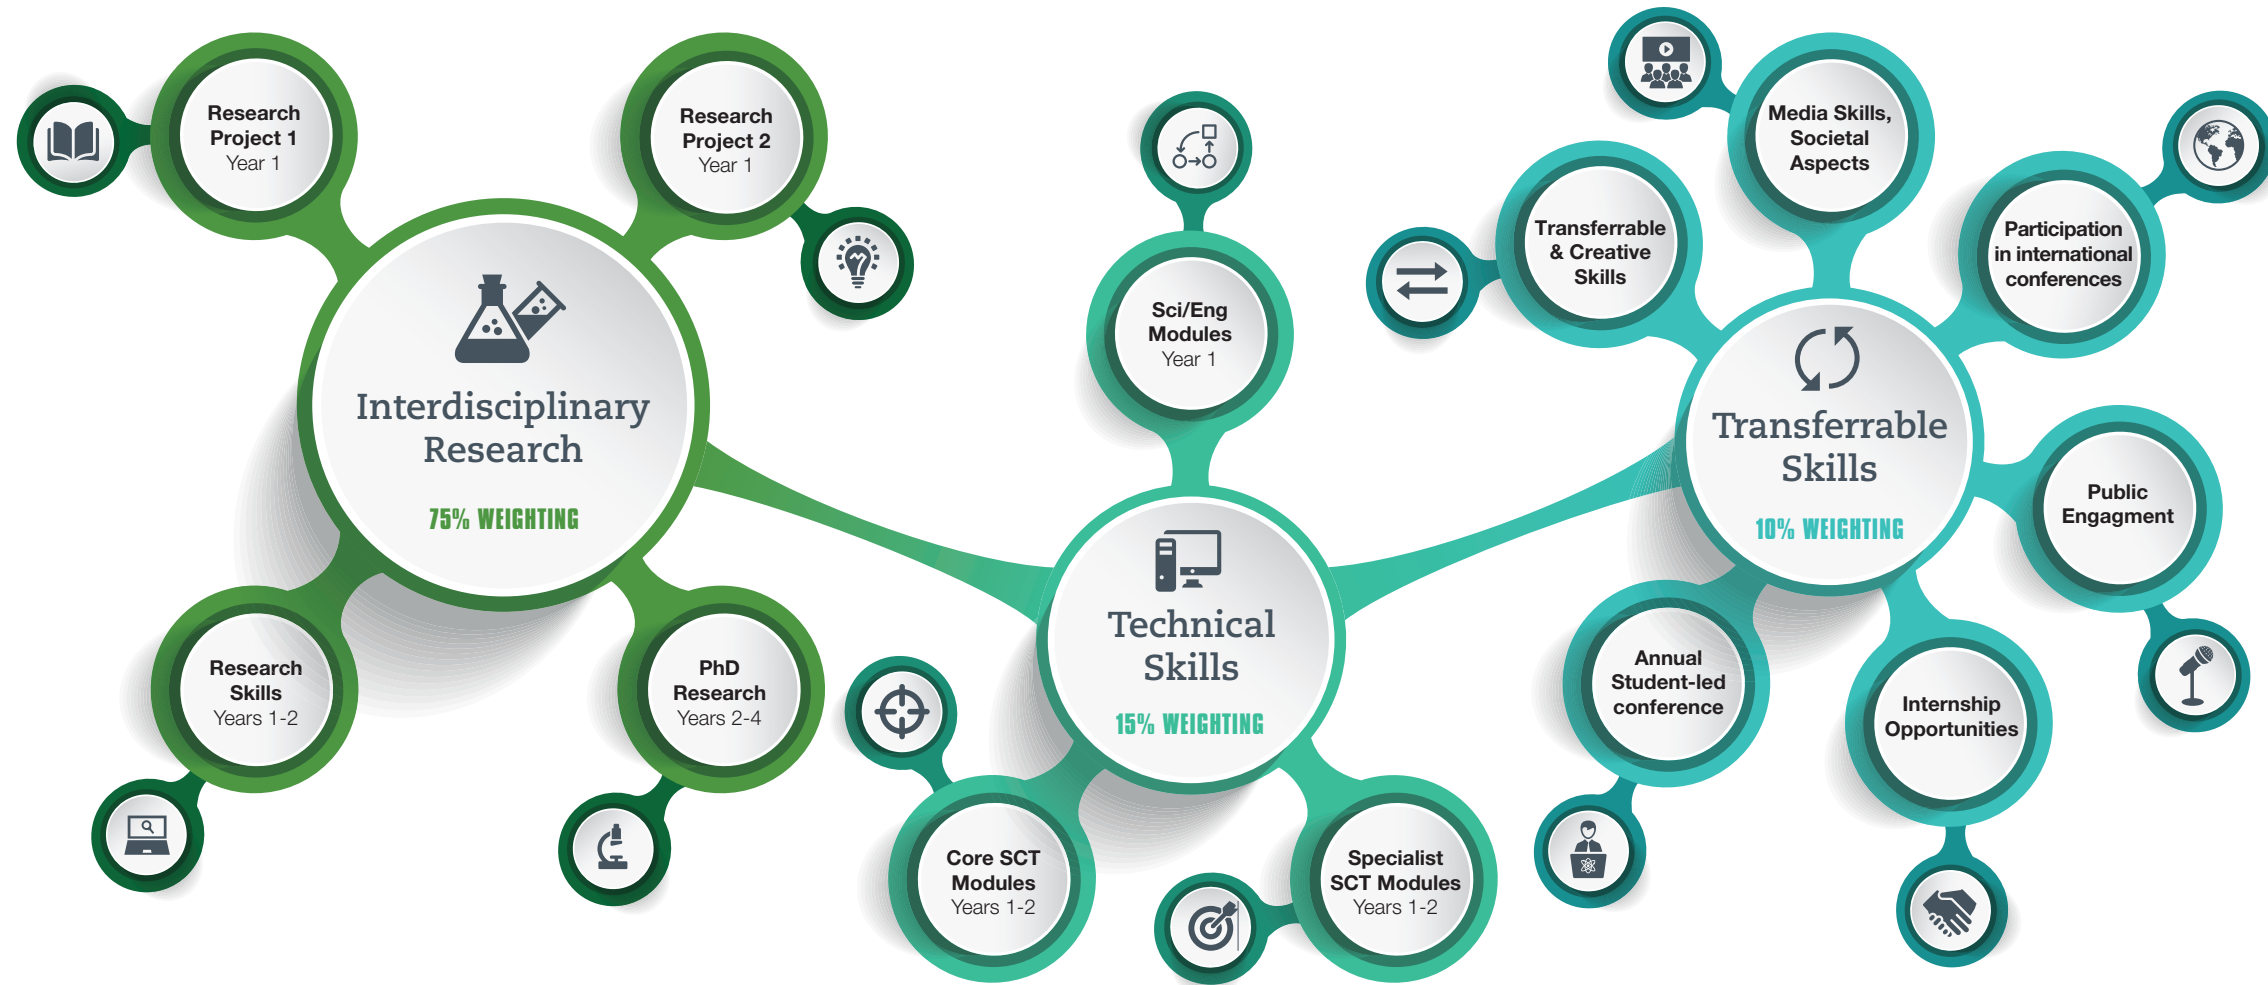 Research
Project 1
Year 1
Research
Project 2
Year 1
Interdisciplinary
Research
75% WEIGHTING
Research
Skills
Years 1-2
PhD
Research
Years 2-4
Sci/Eng
Modules
Year 1
Technical
Skills
15% WEIGHTING
Core SCT
Modules
Years 1-2
Specialist
SCT Modules
Years 1-2
Media Skills,
Societal
Aspects
Transferrable
& Creative
Skills
Participation
in international
conferences
Transferrable
Skills
10% WEIGHTING
Public
Engagment
Annual
Student-led
conference
Internship
Opportunities